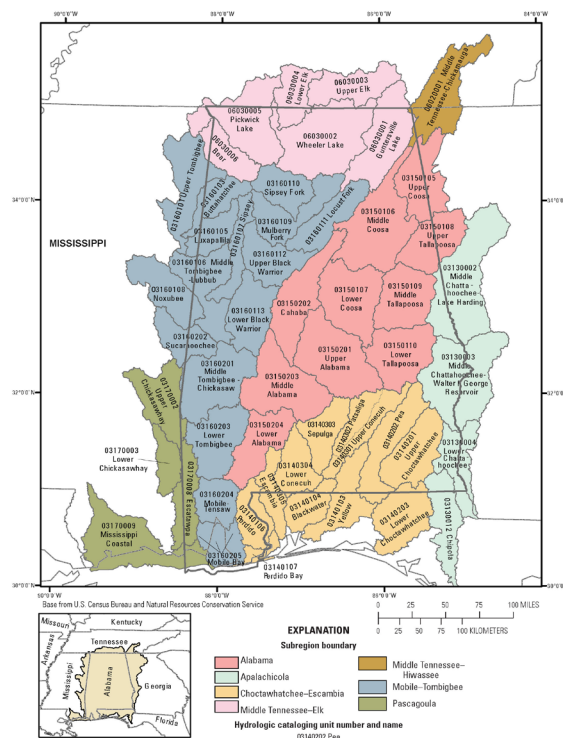 90°0'0"W
88°0'0"W
34°0'0"N
32°0'0"N
30°0'0"N
MISSISSIPPI
06020001 Middle
Tennessee-Chickamauga
06030004
Lower Elk
06030003
Upper Elk
06030005
Pickwick
Lake
06030002
Wheeler Lake
06030001
Guntersville
Lake
06030006
Bear
03160101 Upper Tombigbee
03160103
Buttahatchee
03160110
Sipsey Fork
03160111 Locust Fork
03150105
Upper
Coosa
03150106
Middle
Coosa
03150108
Upper
Tallapoosa
03160105
Luxapallila
03160107 Sipsey
03160109
Mulberry
Fork
03160106
Middle
Tombigbee
-Lubbub
03160112
Upper Black
Warrior
03130002
Middle
Chatta-
hoochee-
Lake Harding
03160108
Noxubee
03160113
Lower Black
Warrior
03150202
Cahaba
03150107
Lower
Coosa
03150109
Middle
Tallapoosa
03160202
Sucarnoochee
03160201
Middle
Tombigbee-
Chickasaw
03150201
Upper
Alabama
03150110
Lower
Tallapoosa
03130003
Middle
Chattahoochee-
Walter F George
Reservoir
03150203
Middle
Alabama
03170002
Upper
Chickasawhay
03170003
Lower
Chickasawhay
03160203
Lower
Tombigbee
03150204
Lower
Alabama
03140303
Sepulga
03140302 Patsaliga
03140301 Upper Conecuh
03140202 Pea
03140201
Upper
Choctawhatchee
03130004
Lower
Chatta-
hoochee
03140304
Lower
Conecuh
03140305
Escambia
03170008 Escatawpa
03160204
Mobile-
Tensaw
03140106
Perdido
03140104
Blackwater
03140103
Yellow
03140203
Lower
Choctawhatchee
03130012 Chipola
03170009
Mississippi
Coastal
03160205
Mobile Bay
03140107
Perdido Bay
90°0'0"W
Base from U.S. Census Bureau and Natural Resources Conservation Service
0 25 50 75 100 MILES
0 25 50 75 100 KILOMETERS
Missouri
Kentucky
Arkansas
Tennessee
Mississippi
Alabama
Georgia
Florida
EXPLANATION
Subregion boundary
Alabama
Apalachicola
Choctawhatchee–Escambia
Middle Tennessee–Elk
Middle Tennessee–
Hiwassee
Mobile–Tombigbee
Pascagoula
Hydrologic cataloging unit number and name
03140202 Pea